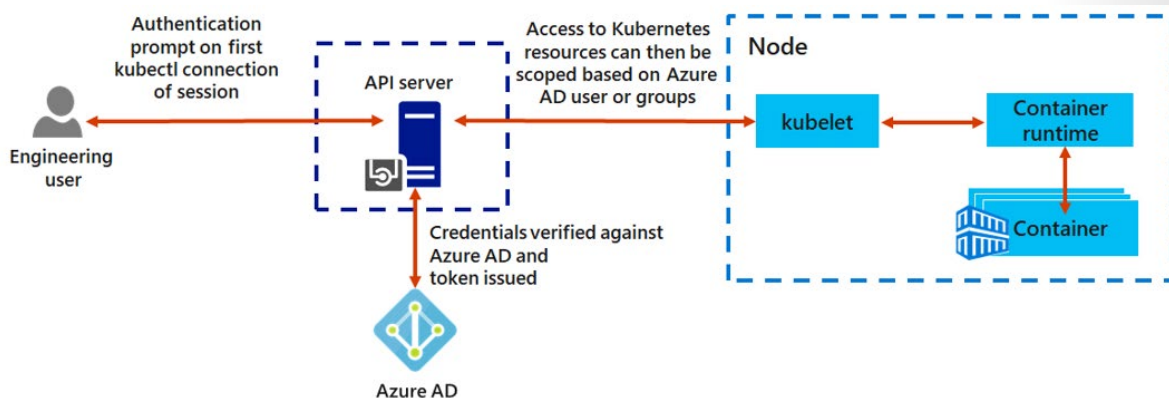 Authentication
prompt on first
kubectl connection
of session
Engineering
user
API server
Credentials verified against
Azure AD and
token issued
Azure AD
Access to Kubernetes
resources can then be
scoped based on Azure
AD user or groups
Node
kubelet
Container
runtime
Container